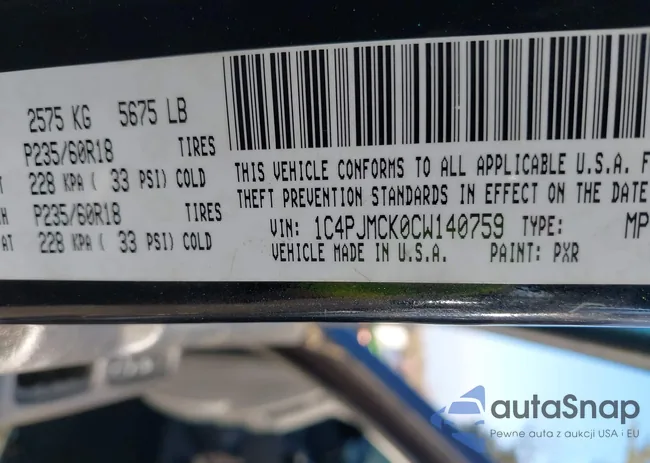 2575 KG 5675 LB
P235/60R18 TIRES
228 KPA ( 33 PSI) COLD
P235/60R18 TIRES
AT 228 KPA ( 33 PSI) COLD
THIS VEHICLE CONFORMS TO ALL APPLICABLE U.S.A. F
THEFT PREVENTION STANDARDS IN EFFECT ON THE DATE
VIN: 1C4PJMCK0CW140759 TYPE: MP
VEHICLE MADE IN U.S.A. PAINT: PXR
autaSnap
Pewne auta z aukcji USA i EU